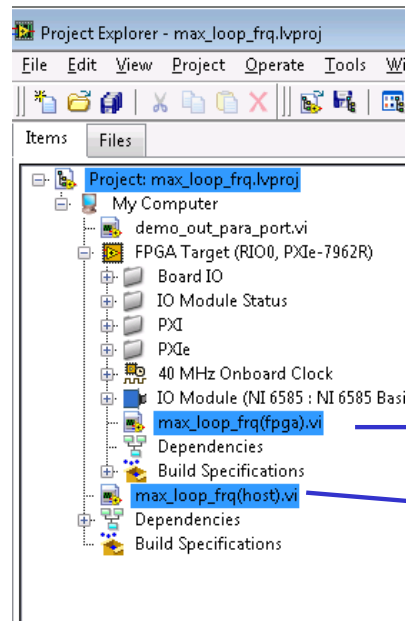 Project Explorer - max_loop_frq.lvproj
File Edit View Project Operate Tools Wi
Items Files
Project: max_loop_frq.lvproj
My Computer
demo_out_para_port.vi
FPGA Target (RIO0, PXIe-7962R)
Board IO
IO Module Status
PXI
PXIe
40 MHz Onboard Clock
IO Module (NI 6585 : NI 6585 Basi
max_loop_frq(fpga).vi
Dependencies
Build Specifications
max_loop_frq(host).vi
Dependencies
Build Specifications